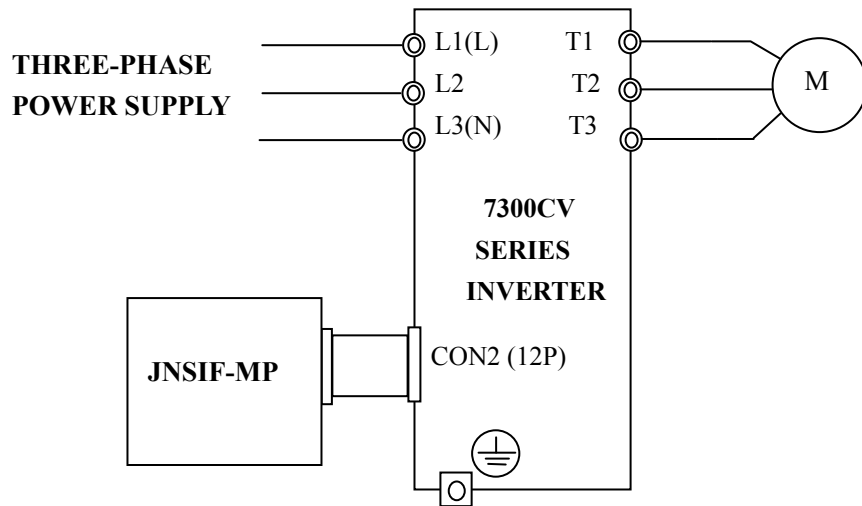 THREE-PHASE
POWER SUPPLY
L1(L)
L2
L3(N)
T1
T2
T3
M
7300CV
SERIES
INVERTER
JNSIF-MP
CON2 (12P)